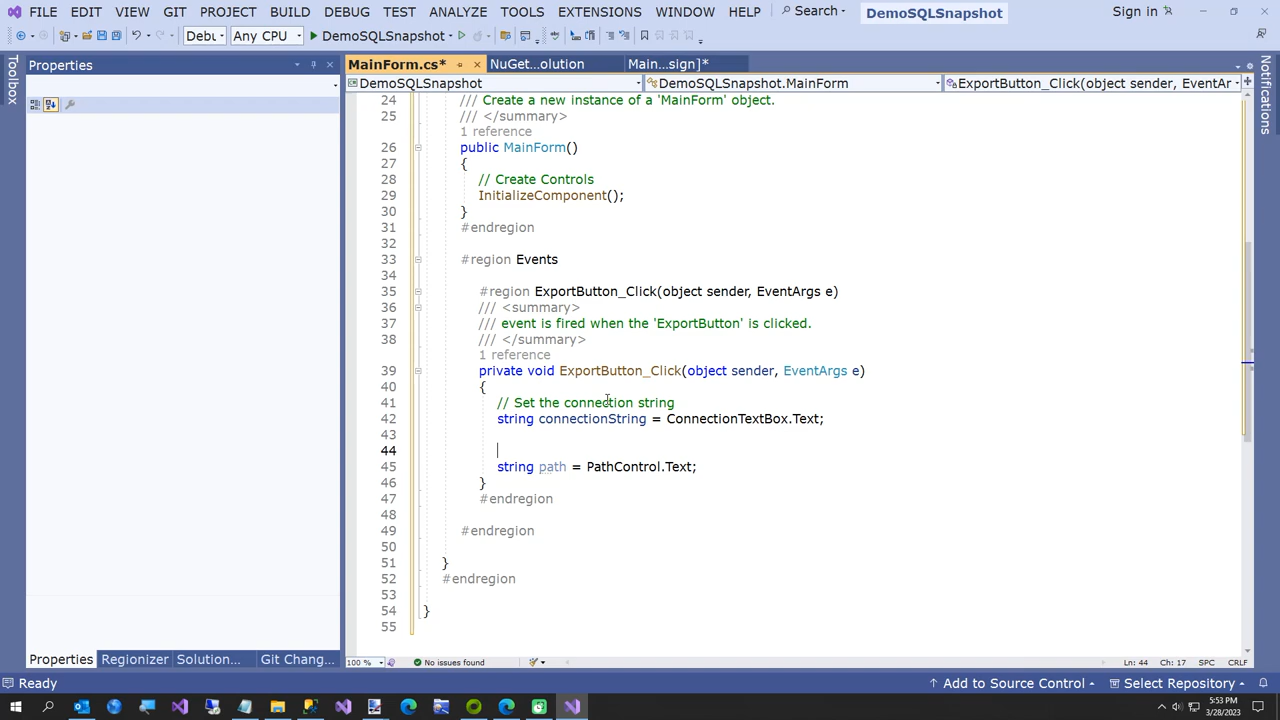 FILE EDIT VIEW GIT PROJECT BUILD DEBUG TEST ANALYZE TOOLS EXTENSIONS WINDOW HELP Search DemoSQLSnapshot Sign in
Debu Any CPU DemoSQLSnapshot
Toolbox
Properties
MainForm.cs* NuGet...olution Main...sign]*
DemoSQLSnapshot DemoSQLSnapshot.MainForm ExportButton_Click(object sender, EventAr
Notifications
24 /// Create a new instance of a 'MainForm' object.
25 /// </summary>
1 reference
26 public MainForm()
27 {
28 // Create Controls
29 InitializeComponent();
30 }
31 #endregion
32
33 #region Events
34
35 #region ExportButton_Click(object sender, EventArgs e)
36 /// <summary>
37 /// event is fired when the 'ExportButton' is clicked.
38 /// </summary>
1 reference
39 private void ExportButton_Click(object sender, EventArgs e)
40 {
41 // Set the connection string
42 string connectionString = ConnectionTextBox.Text;
43
44
45 string path = PathControl.Text;
46 }
47 #endregion
48
49 #endregion
50
51 }
52 #endregion
53
54 }
55
Properties Regionizer Solution... Git Chang...
100 % No issues found Ln: 44 Ch: 17 SPC CRLF
Ready Add to Source Control Select Repository
5:53 PM
3/28/2023